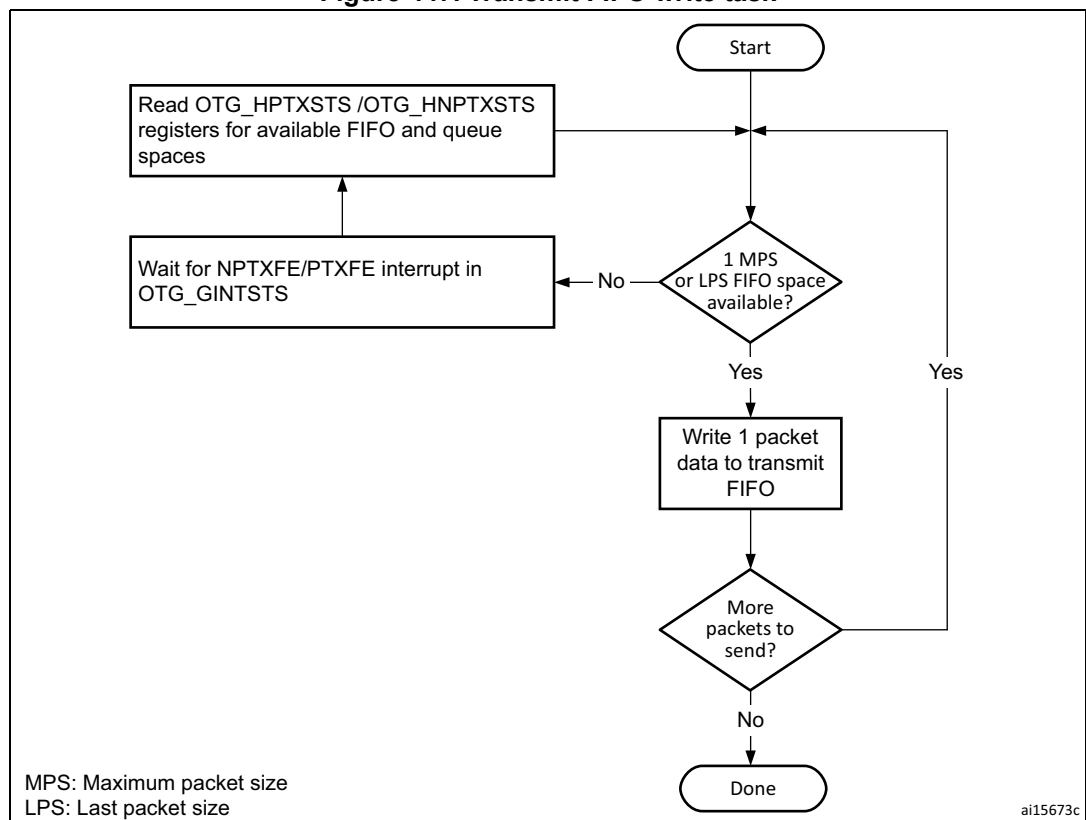 Transmit FIFO write task
Start
Read OTG_HPTXSTS /OTG_HNPTXSTS
registers for available FIFO and queue
spaces
1 MPS
or LPS FIFO space
available?
Wait for NPTXFE/PTXFE interrupt in
OTG_GINTSTS
No
Yes
Yes
Write 1 packet
data to transmit
FIFO
More
packets to
send?
No
MPS: Maximum packet size
LPS: Last packet size
Done
ai15673c